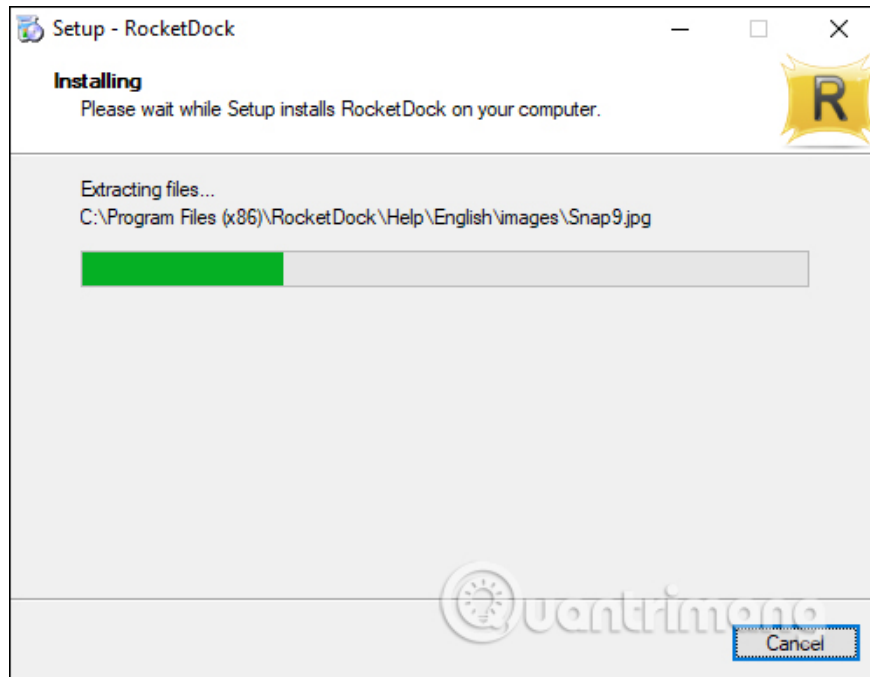 Setup - RocketDock
Installing
Please wait while Setup installs RocketDock on your computer.
R
Extracting files...
C:\Program Files (x86)\RocketDock\Help\English\images\Snap9.jpg
Quantrimang
Cancel